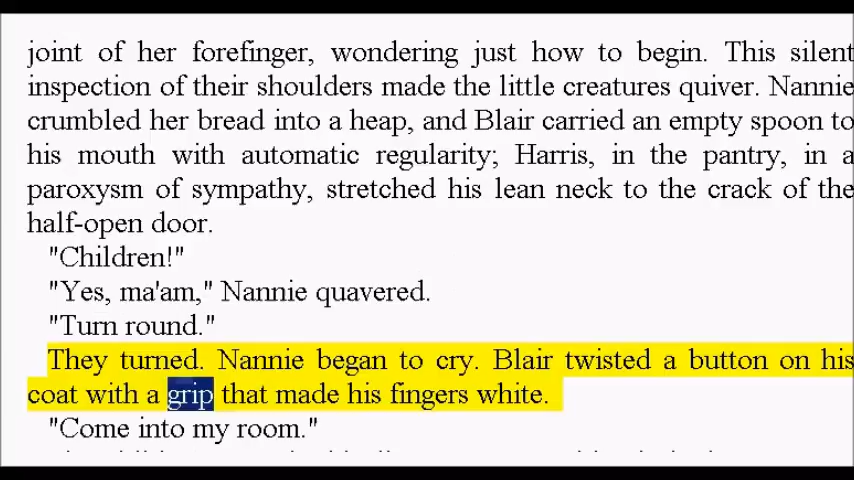 joint of her forefinger, wondering just how to begin. This silent
inspection of their shoulders made the little creatures quiver. Nannie
crumbled her bread into a heap, and Blair carried an empty spoon to
his mouth with automatic regularity; Harris, in the pantry, in a
paroxysm of sympathy, stretched his lean neck to the crack of the
half-open door.
"Children!"
"Yes, ma'am," Nannie quavered.
"Turn round."
They turned. Nannie began to cry. Blair twisted a button on his
coat with a grip that made his fingers white.
"Come into my room."